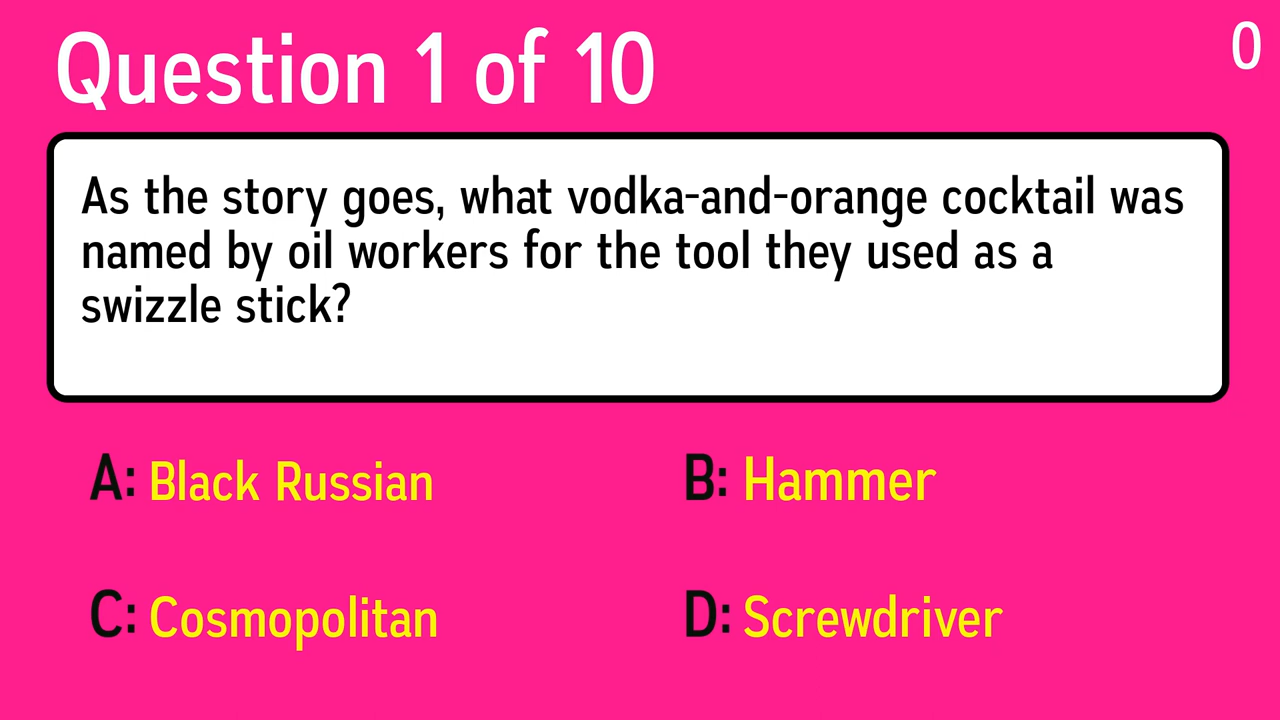 Question 1 of 10
0
As the story goes, what vodka-and-orange cocktail was
named by oil workers for the tool they used as a
swizzle stick?
A: Black Russian
B: Hammer
C: Cosmopolitan
D: Screwdriver